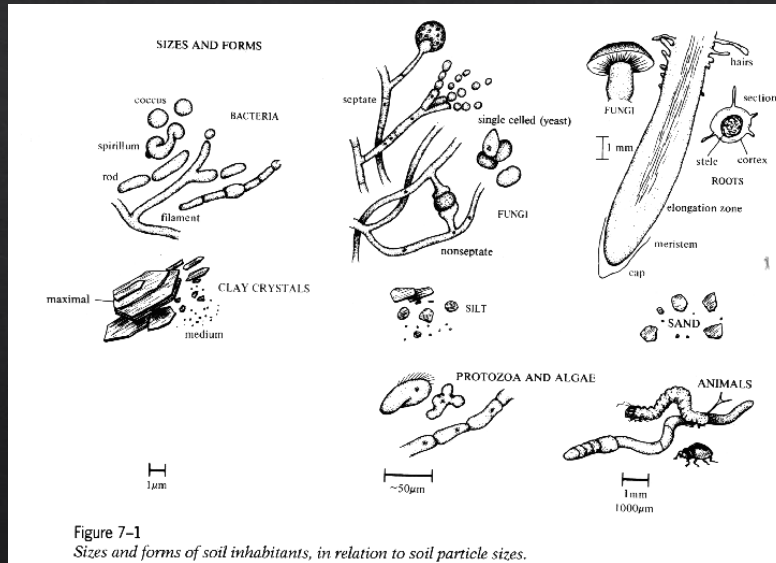 SIZES AND FORMS
coccus
BACTERIA
spirillum
rod
filament
septate
single celled (yeast)
FUNGI
nonseptate
FUNGI
1 mm
hairs
section
stele
cortex
ROOTS
elongation zone
meristem
cap
maximal
CLAY CRYSTALS
medium
SILT
SAND
PROTOZOA AND ALGAE
ANIMALS
1μm
~50μm
1mm
1000μm
Figure 7–1
Sizes and forms of soil inhabitants, in relation to soil particle sizes.